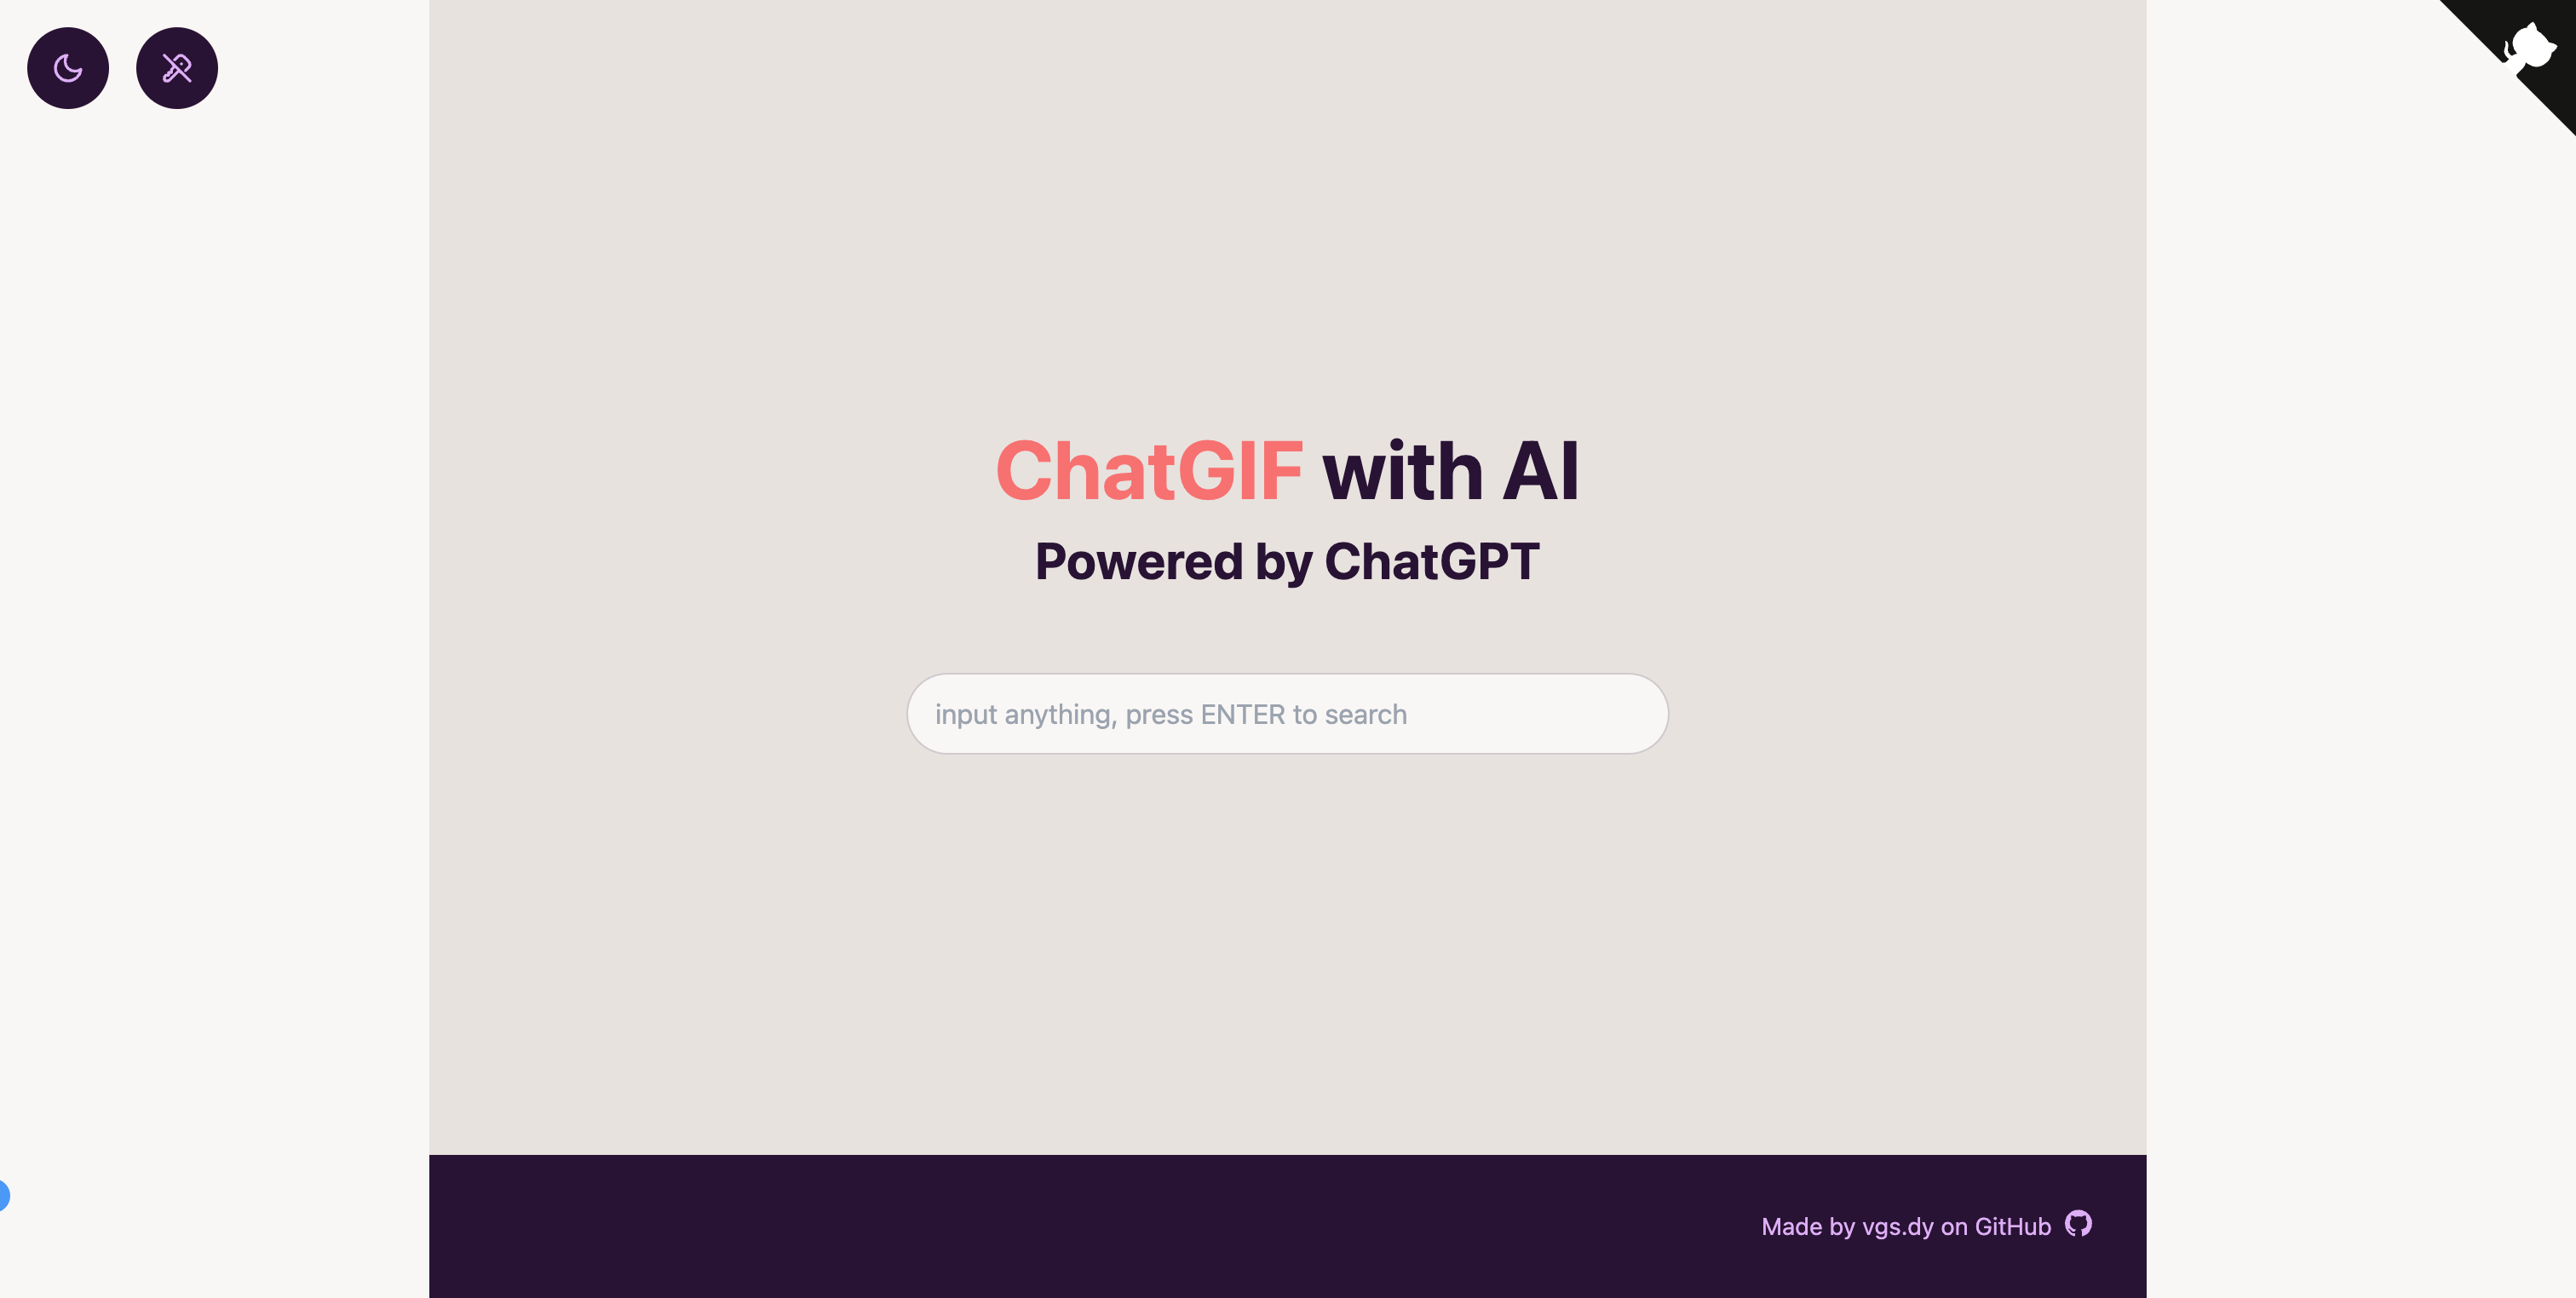 ChatGIF with AI
Powered by ChatGPT
input anything, press ENTER to search
Made by vgs.dy on GitHub